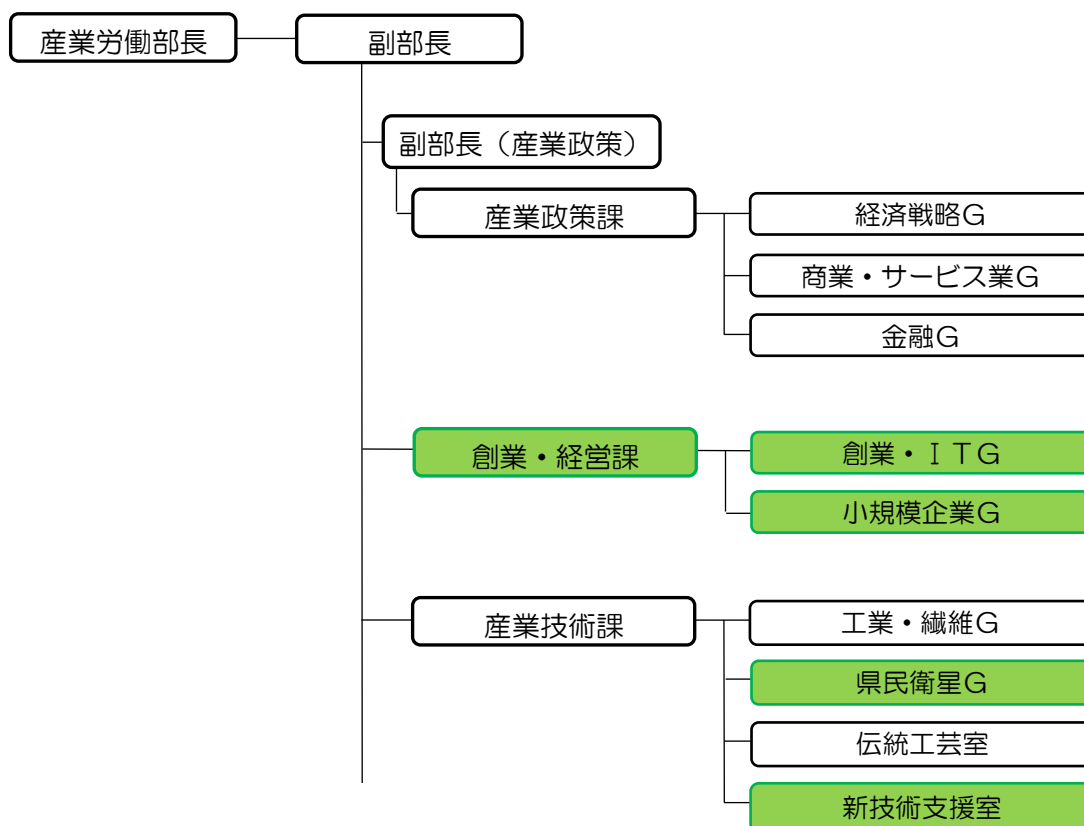 産業労働部長
副部長
副部長（産業政策）
産業政策課
経済戦略Ｇ
商業・サービス業Ｇ
金融Ｇ
創業・経営課
創業・ＩＴＧ
小規模企業Ｇ
産業技術課
工業・繊維Ｇ
県民衛星Ｇ
伝統工芸室
新技術支援室